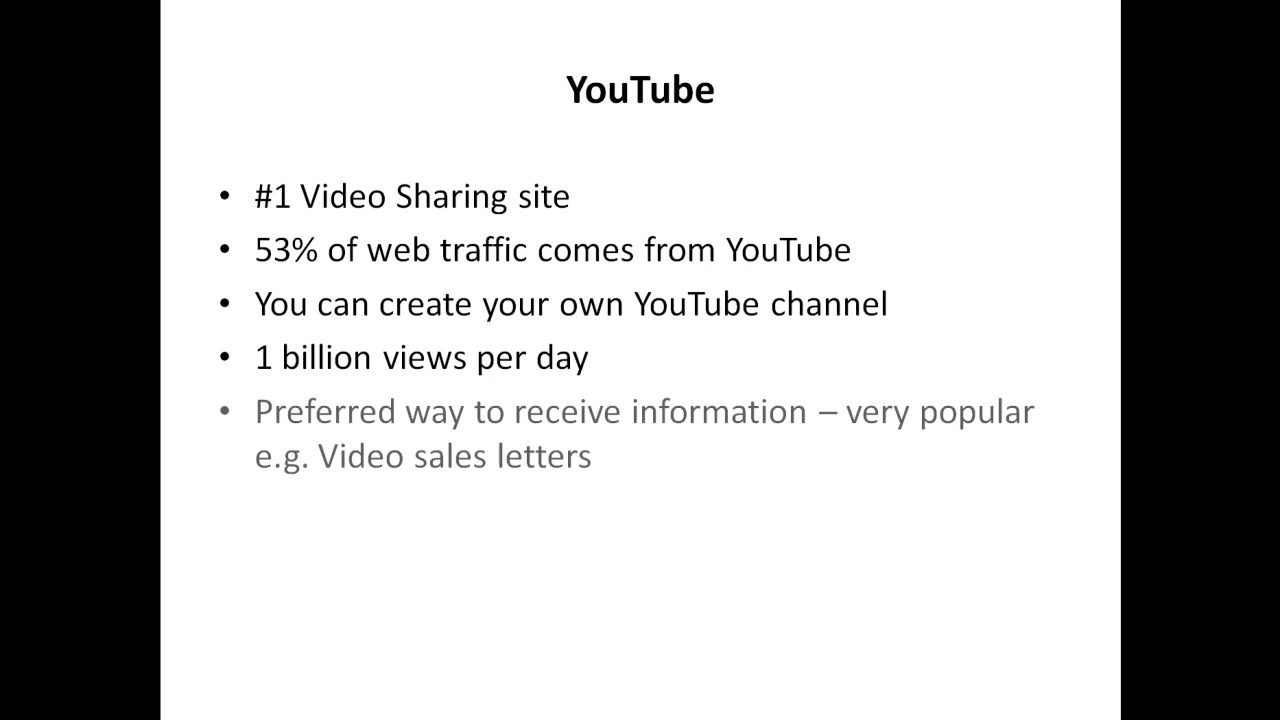 YouTube
• #1 Video Sharing site
• 53% of web traffic comes from YouTube
• You can create your own YouTube channel
• 1 billion views per day
• Preferred way to receive information – very popular
e.g. Video sales letters